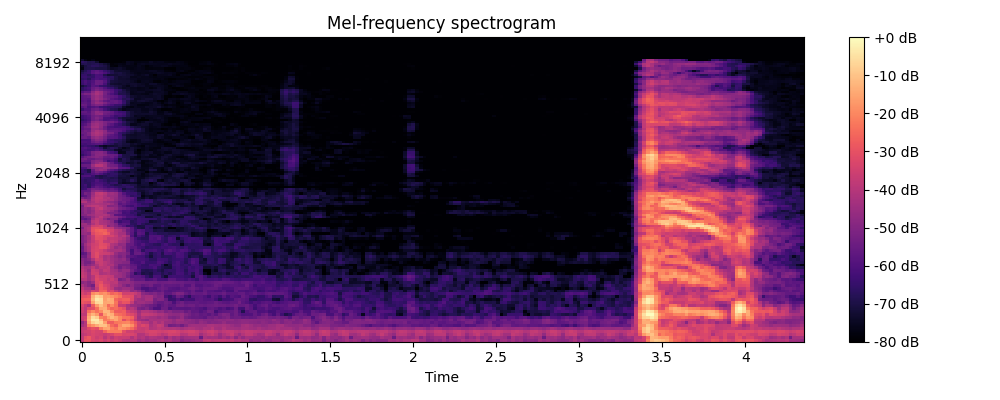 Mel-frequency spectrogram
Hz
8192
4096
2048
1024
512
0
0 0.5 1 1.5 2 2.5 3 3.5 4
Time
+0 dB
-10 dB
-20 dB
-30 dB
-40 dB
-50 dB
-60 dB
-70 dB
-80 dB